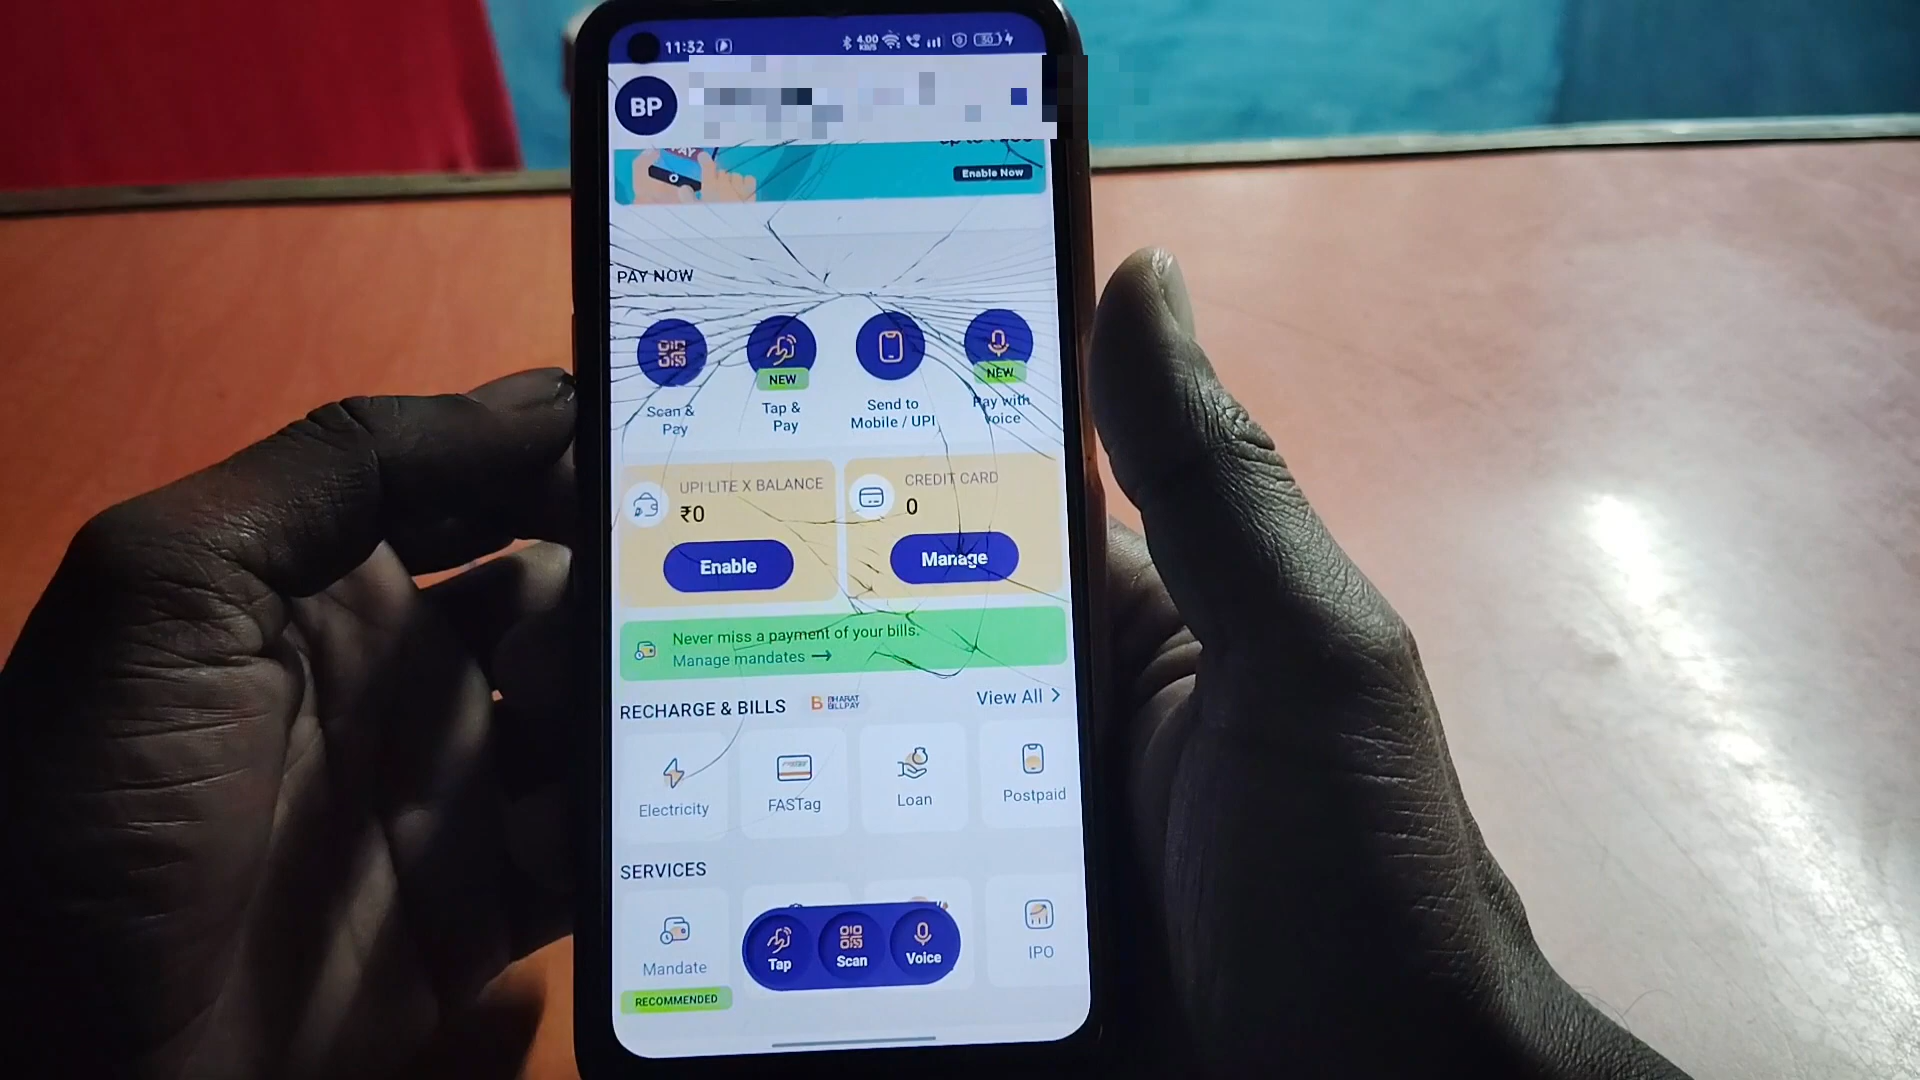 11:32
4.00
KB/S
30
BP
Enable Now
PAY NOW
NEW
NEW
Scan &
Pay
Tap &
Pay
Send to
Mobile / UPI
Pay with
voice
UPI LITE X BALANCE
₹0
Enable
CREDIT CARD
0
Manage
Never miss a payment of your bills.
Manage mandates →
RECHARGE & BILLS
BHARAT
BILLPAY
View All >
Electricity
FASTag
Loan
Postpaid
SERVICES
Mandate
RECOMMENDED
Tap
Scan
Voice
IPO